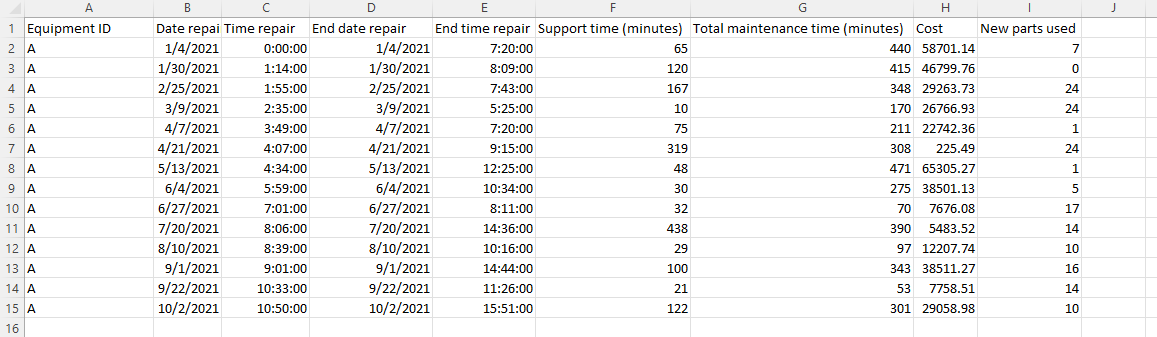 A B C D E F G H I J
1 Equipment ID Date repai Time repair End date repair End time repair Support time (minutes) Total maintenance time (minutes) Cost New parts used
2 A 1/4/2021 0:00:00 1/4/2021 7:20:00 65 440 58701.14 7
3 A 1/30/2021 1:14:00 1/30/2021 8:09:00 120 415 46799.76 0
4 A 2/25/2021 1:55:00 2/25/2021 7:43:00 167 348 29263.73 24
5 A 3/9/2021 2:35:00 3/9/2021 5:25:00 10 170 26766.93 24
6 A 4/7/2021 3:49:00 4/7/2021 7:20:00 75 211 22742.36 1
7 A 4/21/2021 4:07:00 4/21/2021 9:15:00 319 308 225.49 24
8 A 5/13/2021 4:34:00 5/13/2021 12:25:00 48 471 65305.27 1
9 A 6/4/2021 5:59:00 6/4/2021 10:34:00 30 275 38501.13 5
10 A 6/27/2021 7:01:00 6/27/2021 8:11:00 32 70 7676.08 17
11 A 7/20/2021 8:06:00 7/20/2021 14:36:00 438 390 5483.52 14
12 A 8/10/2021 8:39:00 8/10/2021 10:16:00 29 97 12207.74 10
13 A 9/1/2021 9:01:00 9/1/2021 14:44:00 100 343 38511.27 16
14 A 9/22/2021 10:33:00 9/22/2021 11:26:00 21 53 7758.51 14
15 A 10/2/2021 10:50:00 10/2/2021 15:51:00 122 301 29058.98 10
16